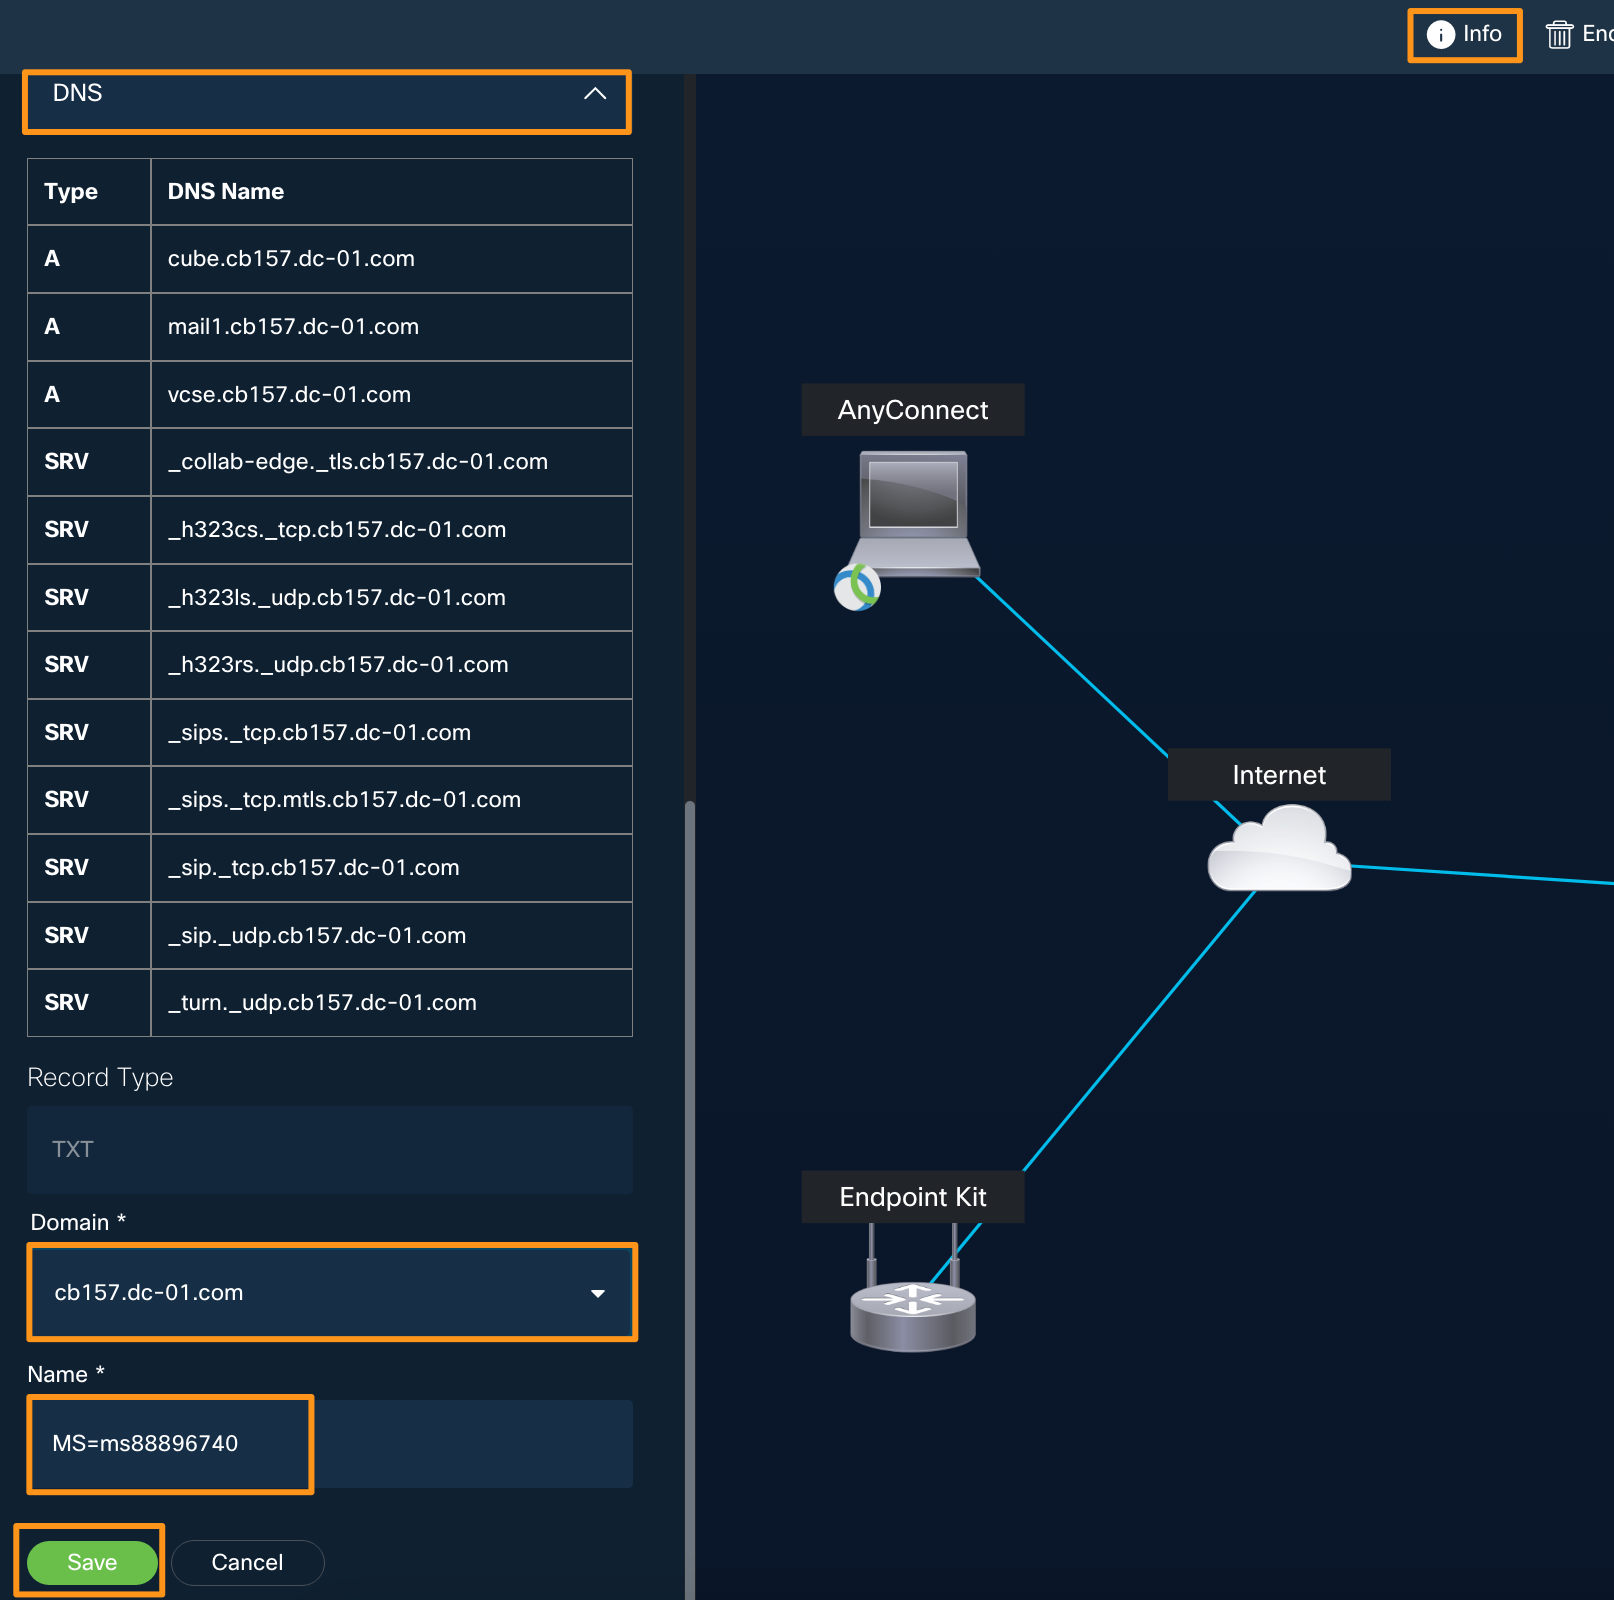 Info
DNS
Type DNS Name
A cube.cb157.dc-01.com
A mail1.cb157.dc-01.com
A vcse.cb157.dc-01.com
SRV _collab-edge._tls.cb157.dc-01.com
SRV _h323cs._tcp.cb157.dc-01.com
SRV _h323ls._udp.cb157.dc-01.com
SRV _h323rs._udp.cb157.dc-01.com
SRV _sips._tcp.cb157.dc-01.com
SRV _sips._tcp.mtls.cb157.dc-01.com
SRV _sip._tcp.cb157.dc-01.com
SRV _sip._udp.cb157.dc-01.com
SRV _turn._udp.cb157.dc-01.com
Record Type
TXT
Domain *
cb157.dc-01.com
Name *
MS=ms88896740
Save Cancel
AnyConnect
Internet
Endpoint Kit